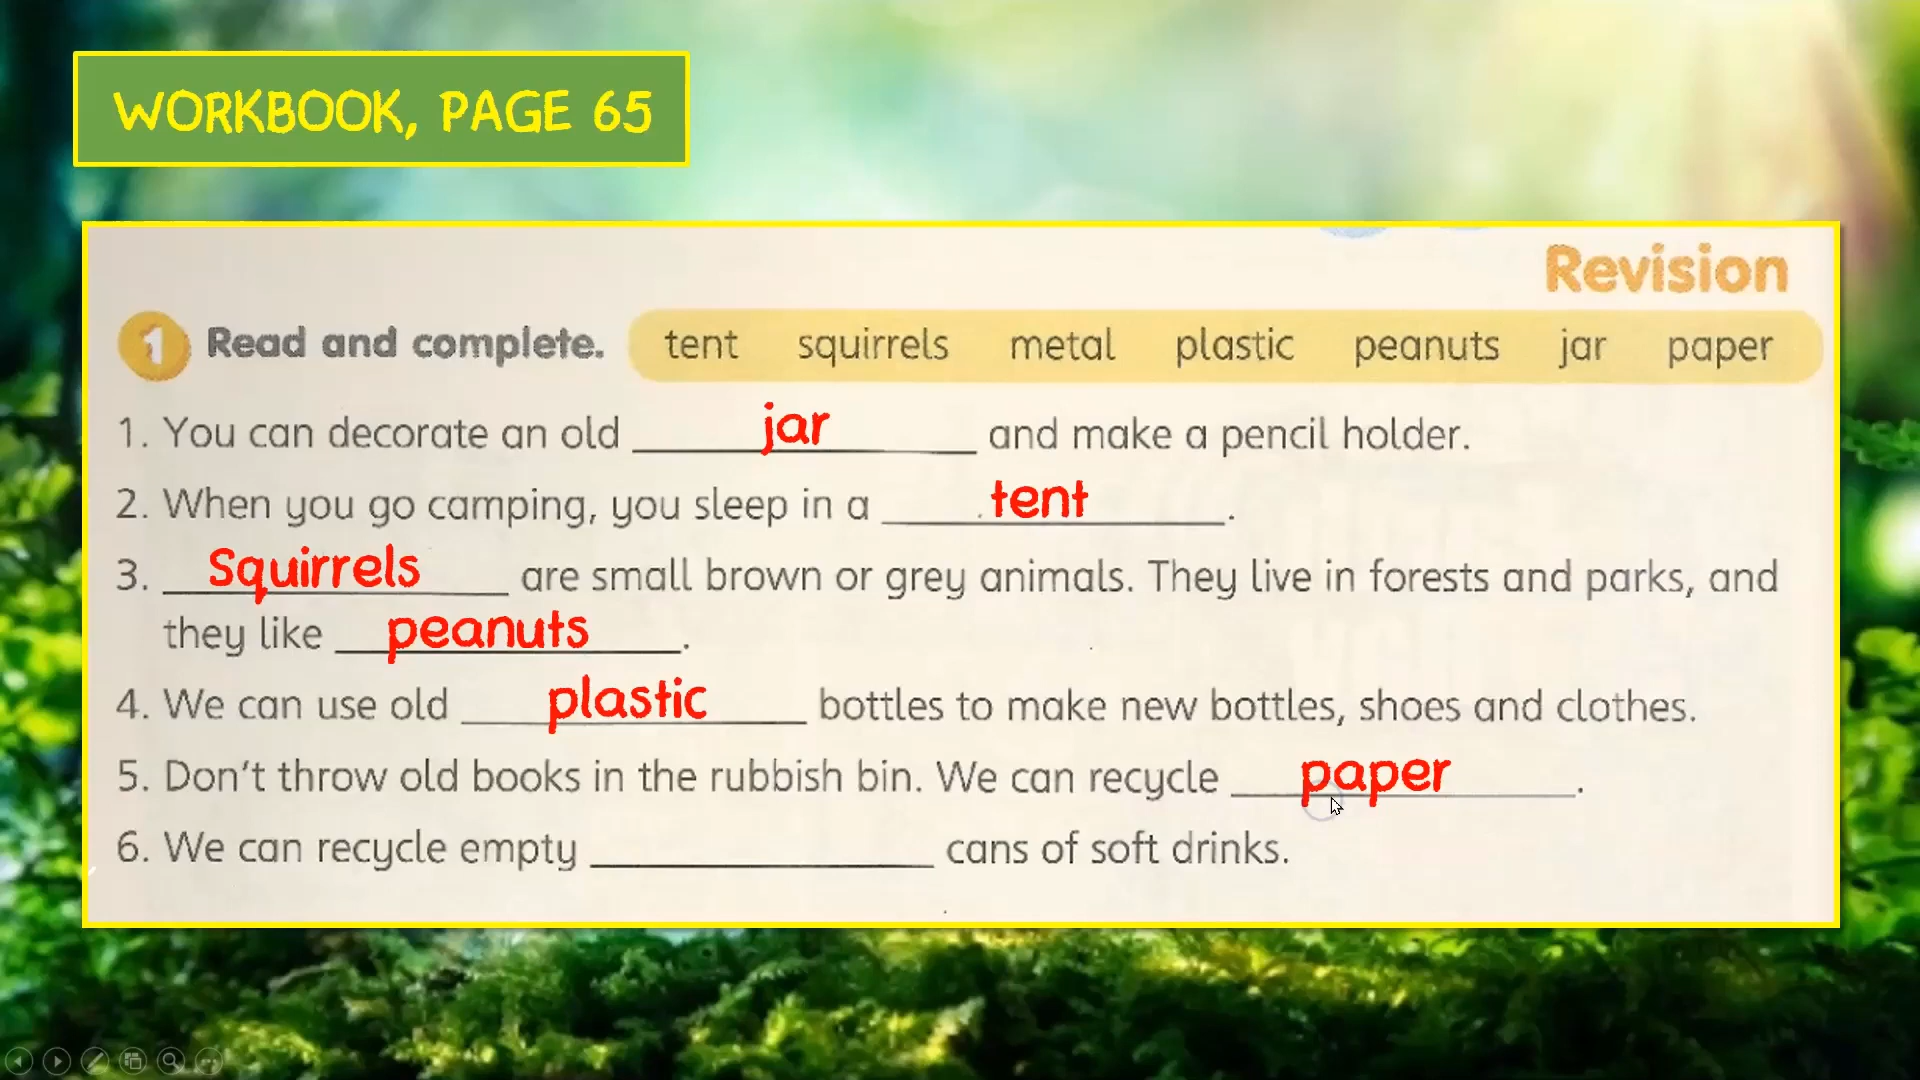 WORKBOOK, PAGE 65
Revision
1 Read and complete. tent squirrels metal plastic peanuts jar paper
1. You can decorate an old jar and make a pencil holder.
2. When you go camping, you sleep in a tent.
3. Squirrels are small brown or grey animals. They live in forests and parks, and
they like peanuts.
4. We can use old plastic bottles to make new bottles, shoes and clothes.
5. Don't throw old books in the rubbish bin. We can recycle paper.
6. We can recycle empty ____________ cans of soft drinks.